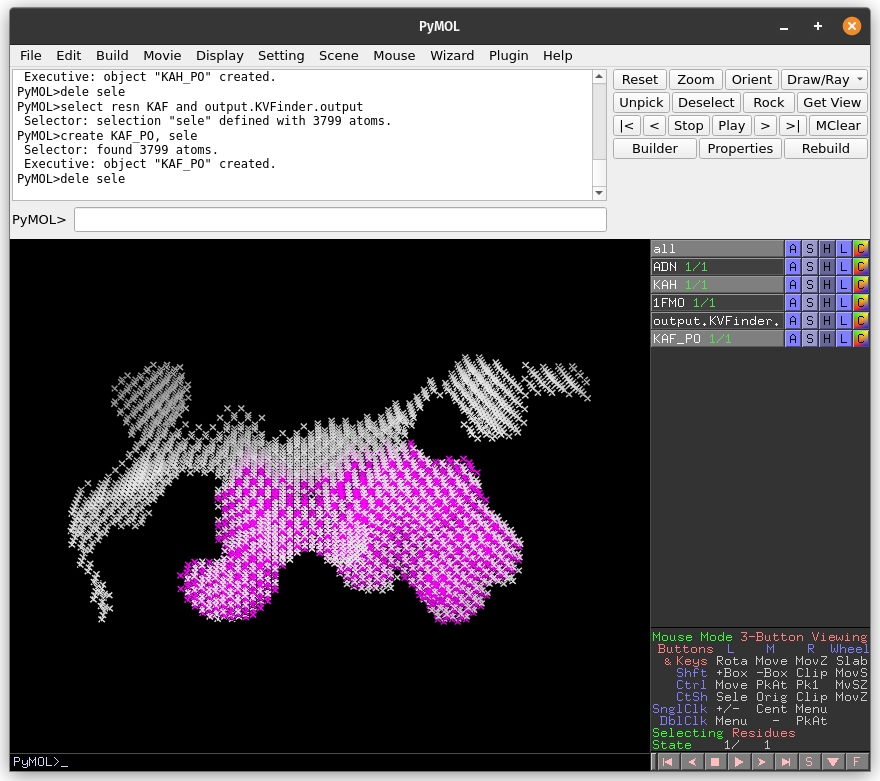 PyMOL
File Edit Build Movie Display Setting Scene Mouse Wizard Plugin Help
Executive: object "KAH_PO" created.
PyMOL>dele sele
PyMOL>select resn KAF and output.KVFinder.output
Selector: selection "sele" defined with 3799 atoms.
PyMOL>create KAF_PO, sele
Selector: found 3799 atoms.
Executive: object "KAF_PO" created.
PyMOL>dele sele
PyMOL>
Reset Zoom Orient Draw/Ray
Unpick Deselect Rock Get View
|< < Stop Play > >| MClear
Builder Properties Rebuild
all A S H L C
ADN 1/1 A S H L C
KAH 1/1 A S H L C
1FMO 1/1 A S H L C
output.KVFinder. A S H L C
KAF_PO 1/1 A S H L C
Mouse Mode 3-Button Viewing
Buttons L M R Wheel
& Keys Rota Move MovZ Slab
Shft +Box -Box Clip MovS
Ctrl Move PkAt Pk1 MvSZ
CtSh Sele Orig Clip MovZ
SnglClk +/- Cent Menu
DblClk Menu - PkAt
Selecting Residues
State 1/ 1
PyMOL>_
S F